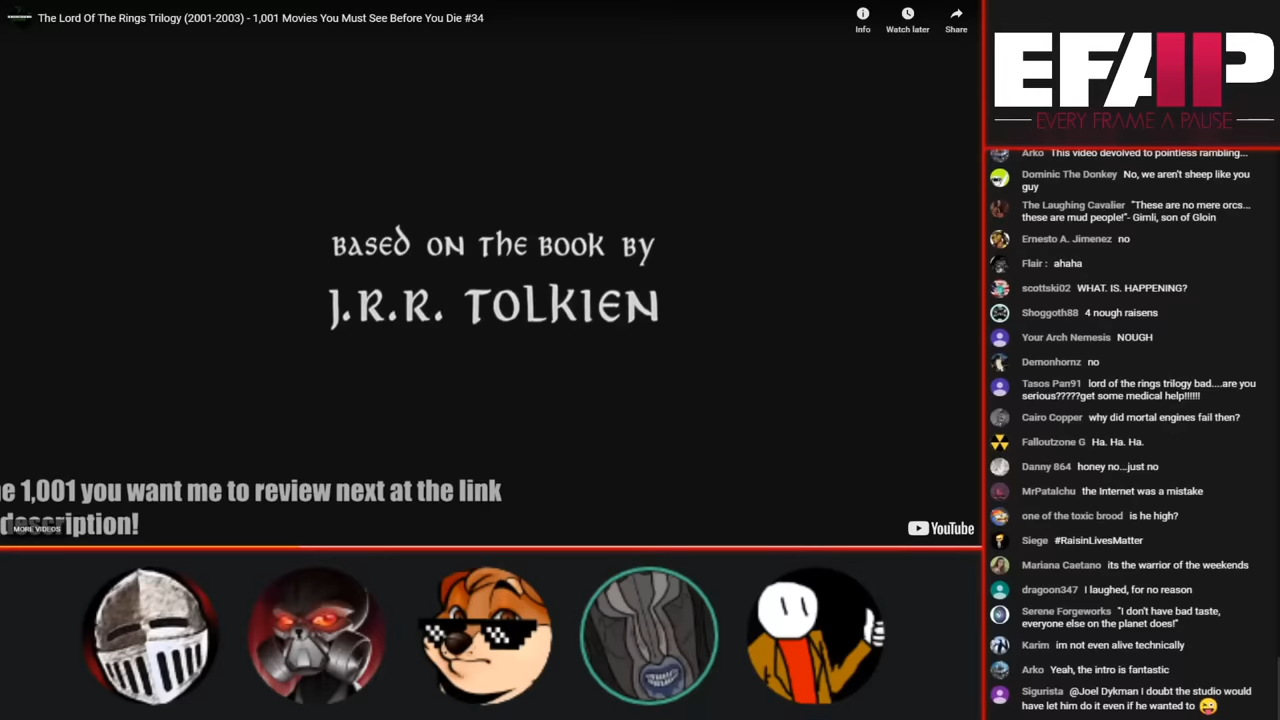 The Lord Of The Rings Trilogy (2001-2003) - 1,001 Movies You Must See Before You Die #34
Info
Watch later
Share
BASED ON THE BOOK BY
J.R.R. TOLKIEN
e 1,001 you want me to review next at the link
description!
MORE VIDEOS
YouTube
EFAP
EVERY FRAME A PAUSE
Arko This video devolved to pointless rambling...
Dominic The Donkey No, we aren't sheep like you
guy
The Laughing Cavalier "These are no mere orcs...
these are mud people!"- Gimli, son of Gloin
Ernesto A. Jimenez no
Flair : ahaha
scottski02 WHAT. IS. HAPPENING?
Shoggoth88 4 nough raisens
Your Arch Nemesis NOUGH
Demonhornz no
Tasos Pan91 lord of the rings trilogy bad....are you
serious?????get some medical help!!!!!!
Cairo Copper why did mortal engines fail then?
Falloutzone G Ha. Ha. Ha.
Danny 864 honey no...just no
MrPatalchu the Internet was a mistake
one of the toxic brood is he high?
Siege #RaisinLivesMatter
Mariana Caetano its the warrior of the weekends
dragoon347 I laughed, for no reason
Serene Forgeworks "I don't have bad taste,
everyone else on the planet does!"
Karim im not even alive technically
Arko Yeah, the intro is fantastic
Sigurista @Joel Dykman I doubt the studio would
have let him do it even if he wanted to 😜